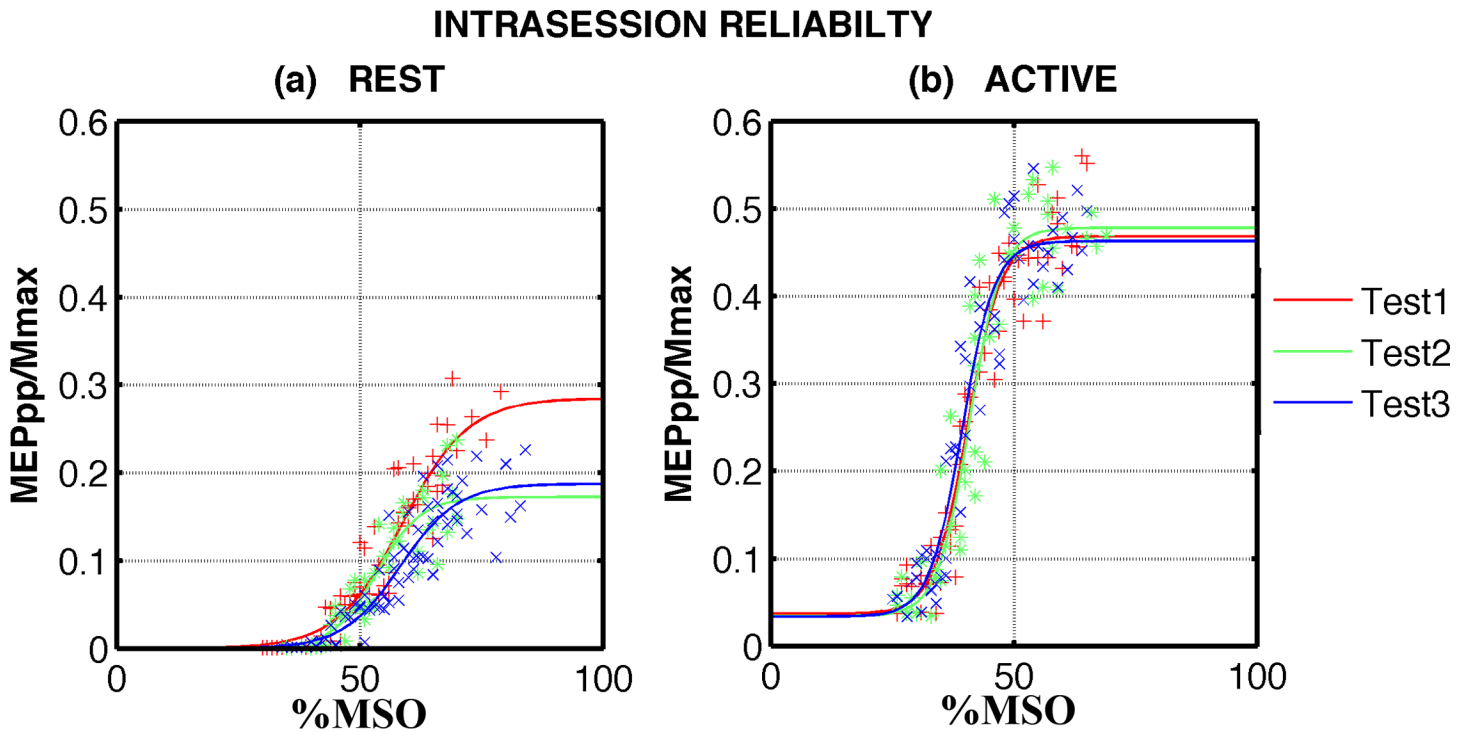 INTRASESSION RELIABILTY
(a) REST
(b) ACTIVE
MEPpp/Mmax
0.6
0.5
0.4
0.3
0.2
0.1
0
0
50
100
%MSO
MEPpp/Mmax
0.6
0.5
0.4
0.3
0.2
0.1
0
0
50
100
%MSO
Test1
Test2
Test3